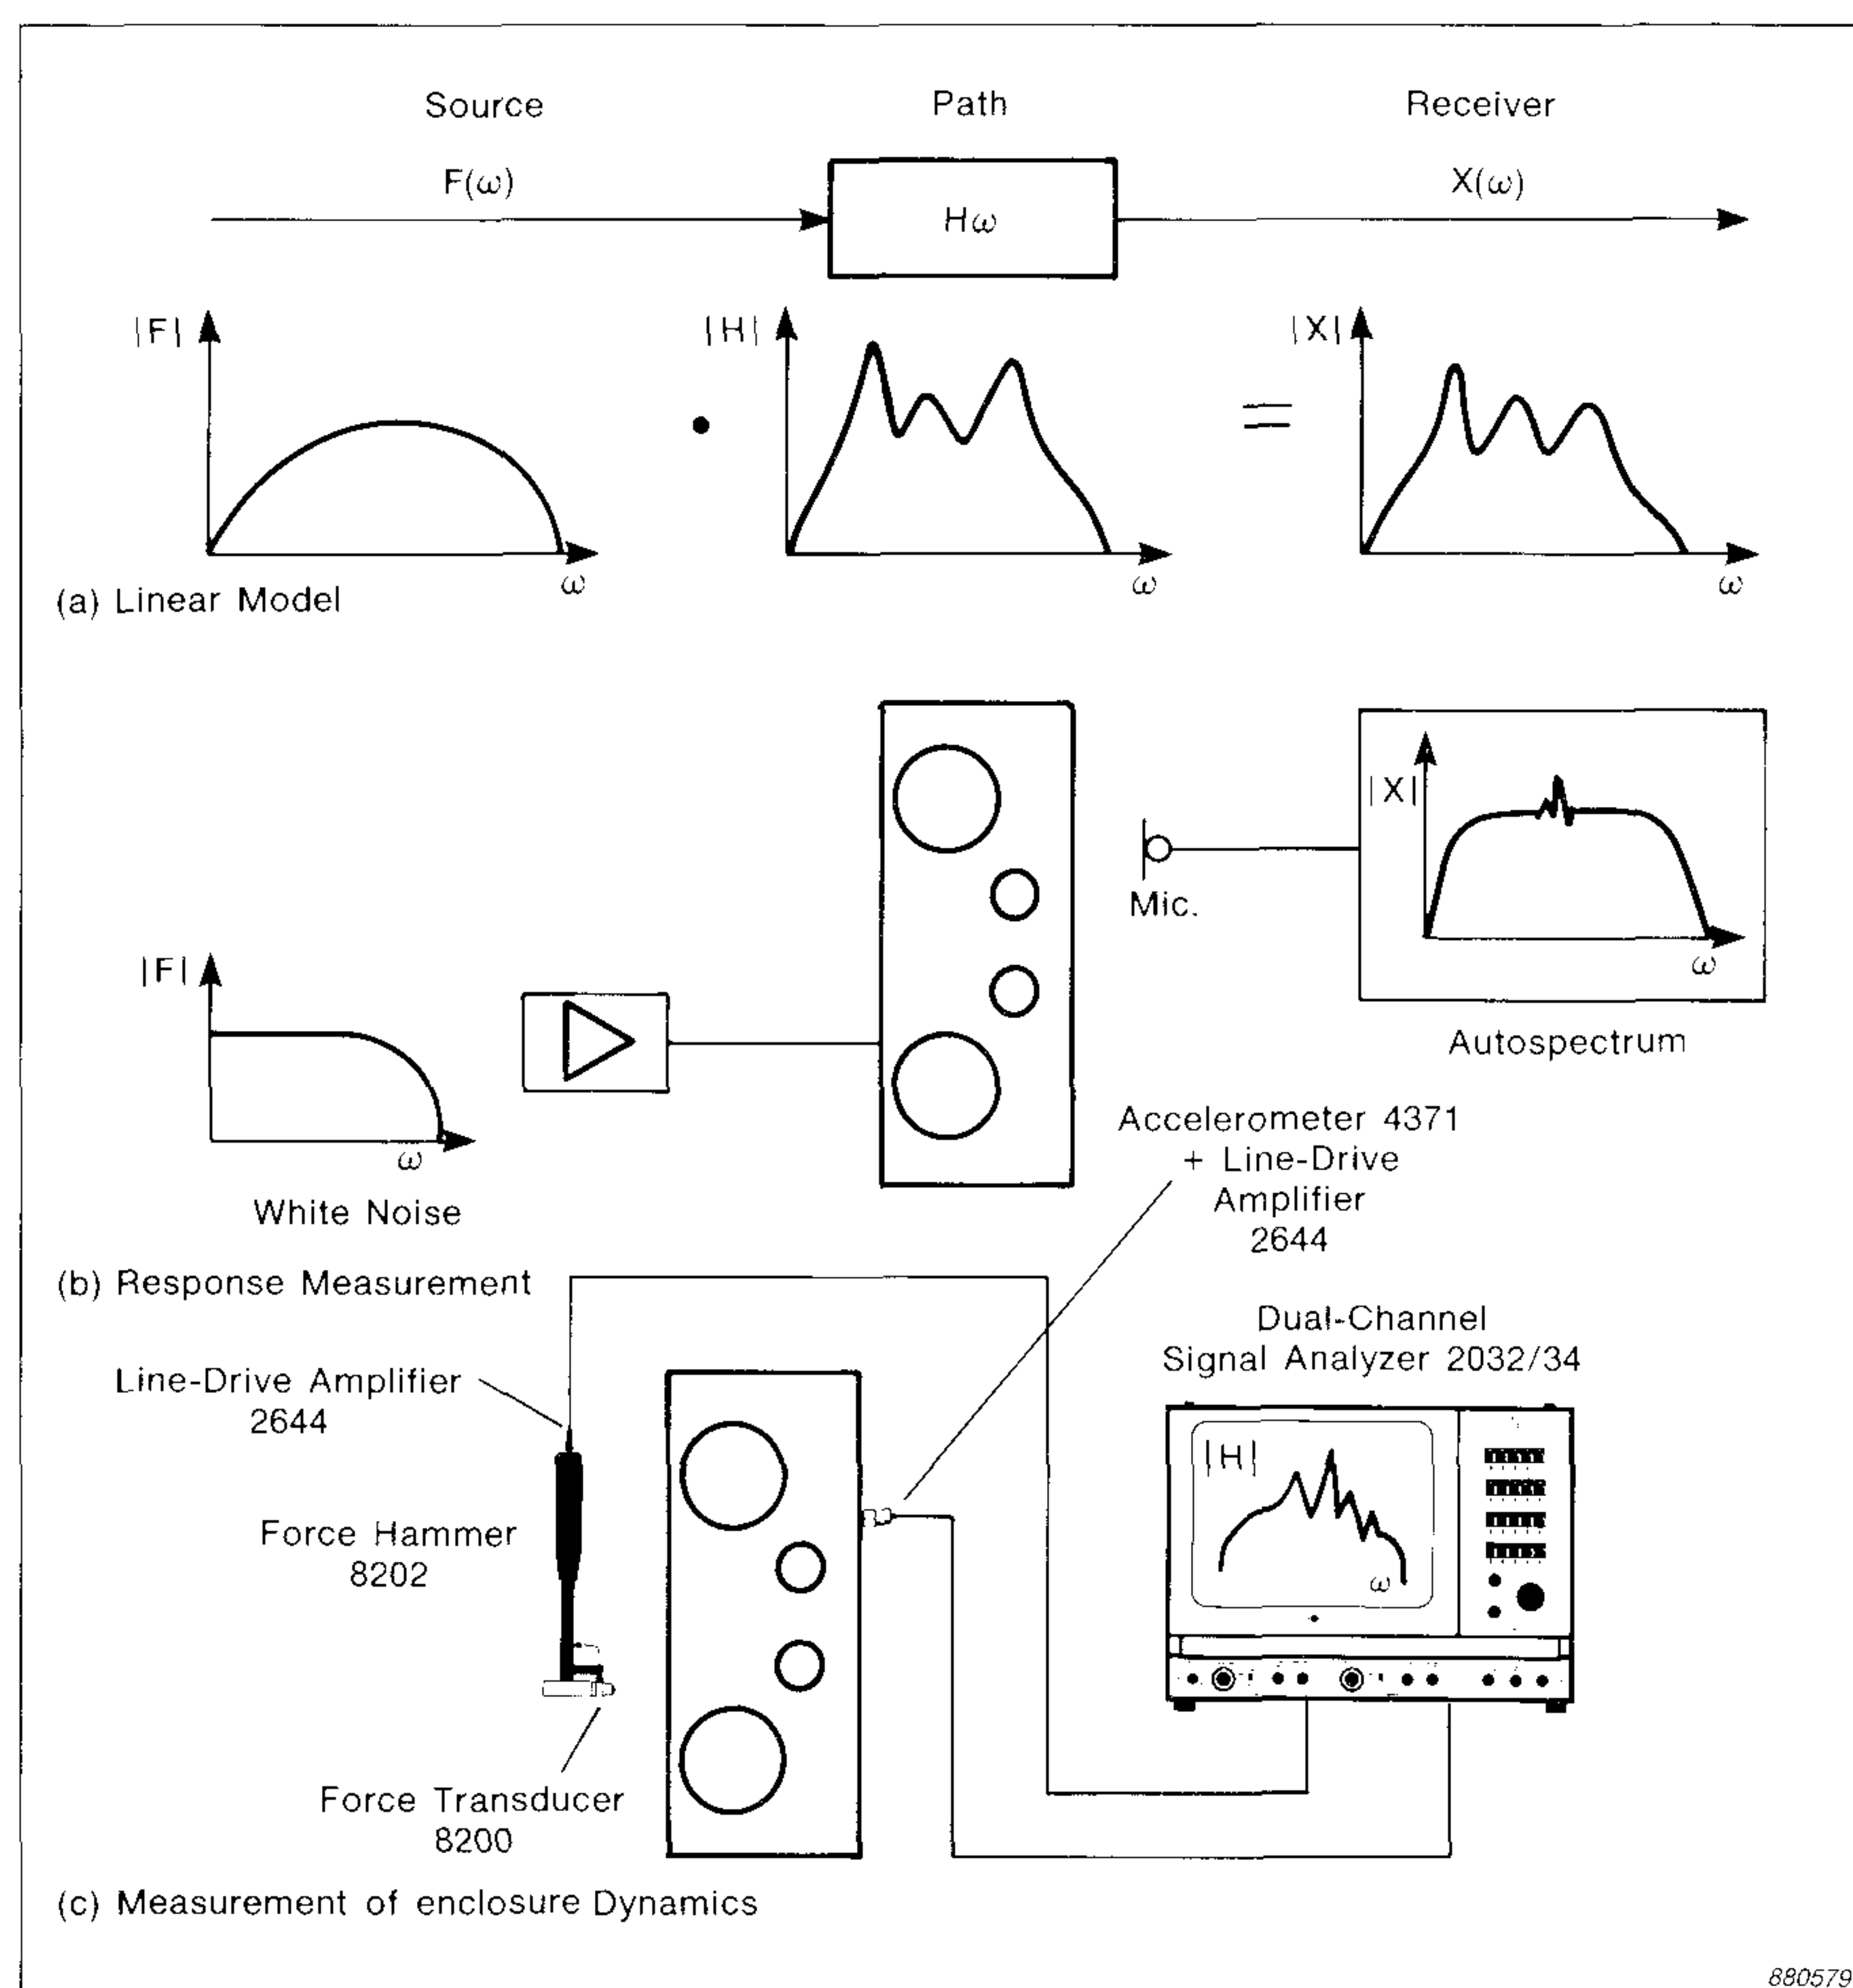 Source Path Receiver
F(ω) Hω X(ω)
|F| |H| |X|
ω ω ω
(a) Linear Model
|X|
ω
Mic.
Autospectrum
|F|
ω
White Noise
(b) Response Measurement
Accelerometer 4371
+ Line-Drive
Amplifier
2644
Dual-Channel
Signal Analyzer 2032/34
|H|
ω
Line-Drive Amplifier
2644
Force Hammer
8202
Force Transducer
8200
(c) Measurement of enclosure Dynamics
880579